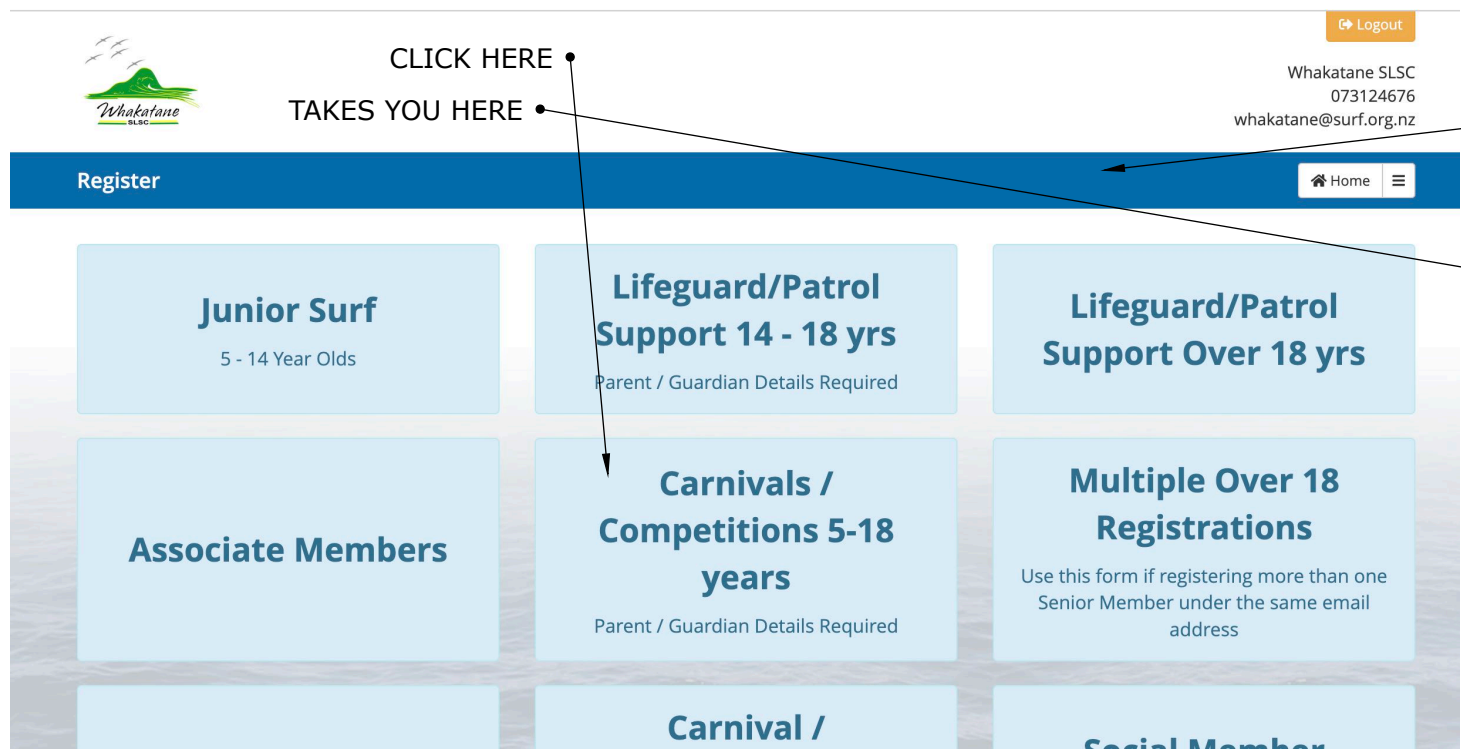 Logout
Whakatane
SLSC
CLICK HERE
TAKES YOU HERE
Whakatane SLSC
073124676
whakatane@surf.org.nz
Register
Home
Junior Surf
5 - 14 Year Olds
Lifeguard/Patrol
Support 14 - 18 yrs
Parent / Guardian Details Required
Lifeguard/Patrol
Support Over 18 yrs
Associate Members
Carnivals /
Competitions 5-18
years
Parent / Guardian Details Required
Multiple Over 18
Registrations
Use this form if registering more than one
Senior Member under the same email
address
Carnival /
Social Member